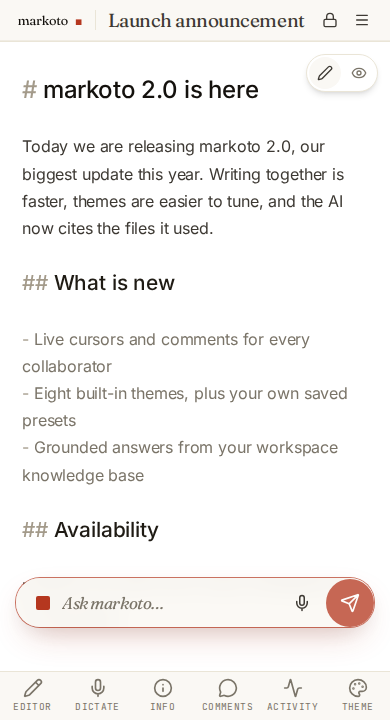 markoto
Launch announcement
# markoto 2.0 is here
Today we are releasing markoto 2.0, our
biggest update this year. Writing together is
faster, themes are easier to tune, and the AI
now cites the files it used.
## What is new
- Live cursors and comments for every
collaborator
- Eight built-in themes, plus your own saved
presets
- Grounded answers from your workspace
knowledge base
## Availability
Ask markoto...
EDITOR DICTATE INFO COMMENTS ACTIVITY THEME